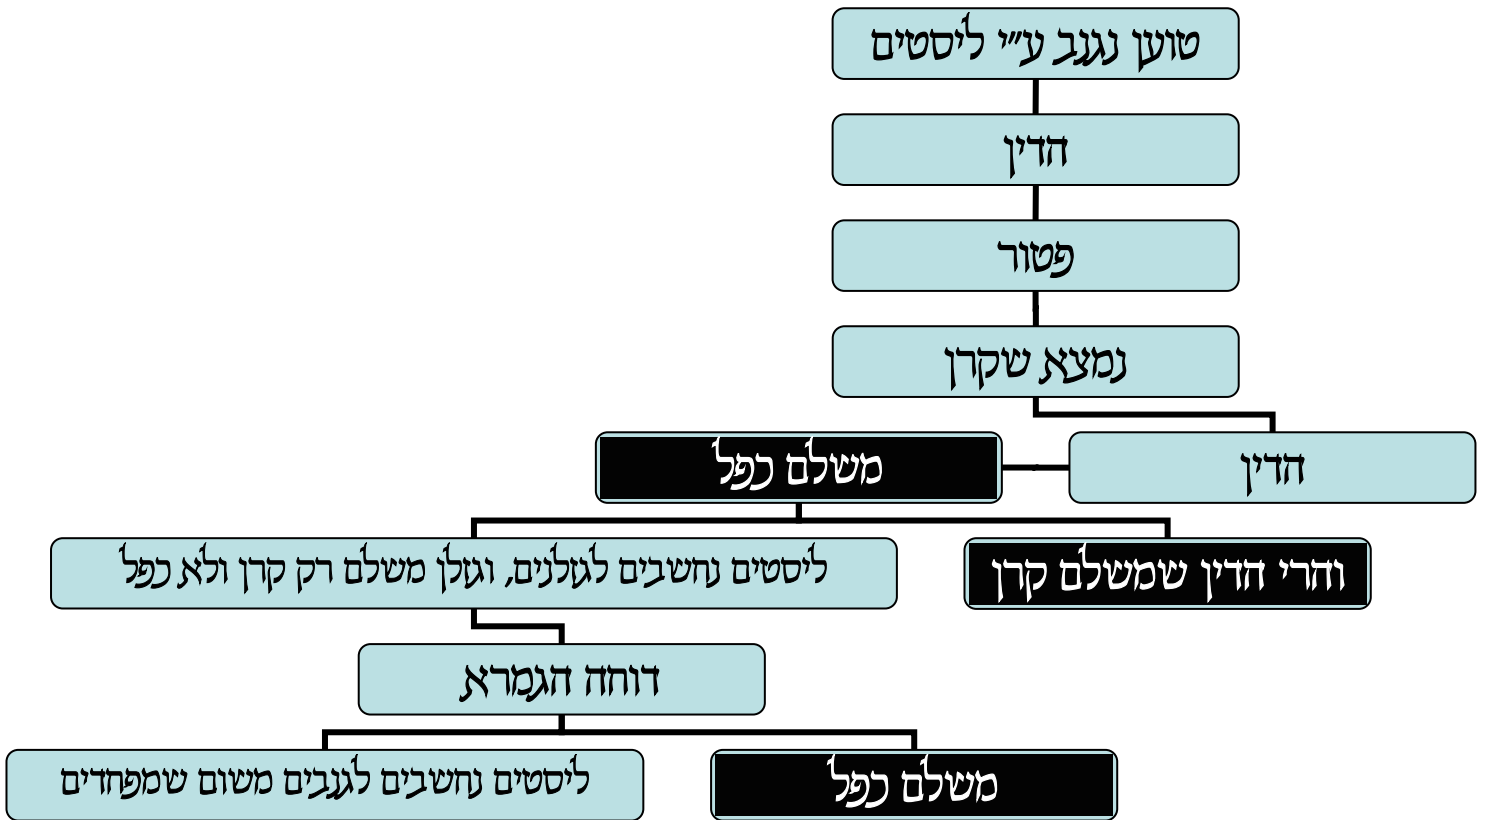 טוען נגנב ע״י ליסטים
הדין
פטור
נמצא שקרן
הדין
משלם כפל
והרי הדין שמשלם קרן
ליסטים נחשבים לגזלנים, וגזלן משלם רק קרן ולא כפל
דוחה הגמרא
משלם כפל
ליסטים נחשבים לגנבים משום שמפחדים